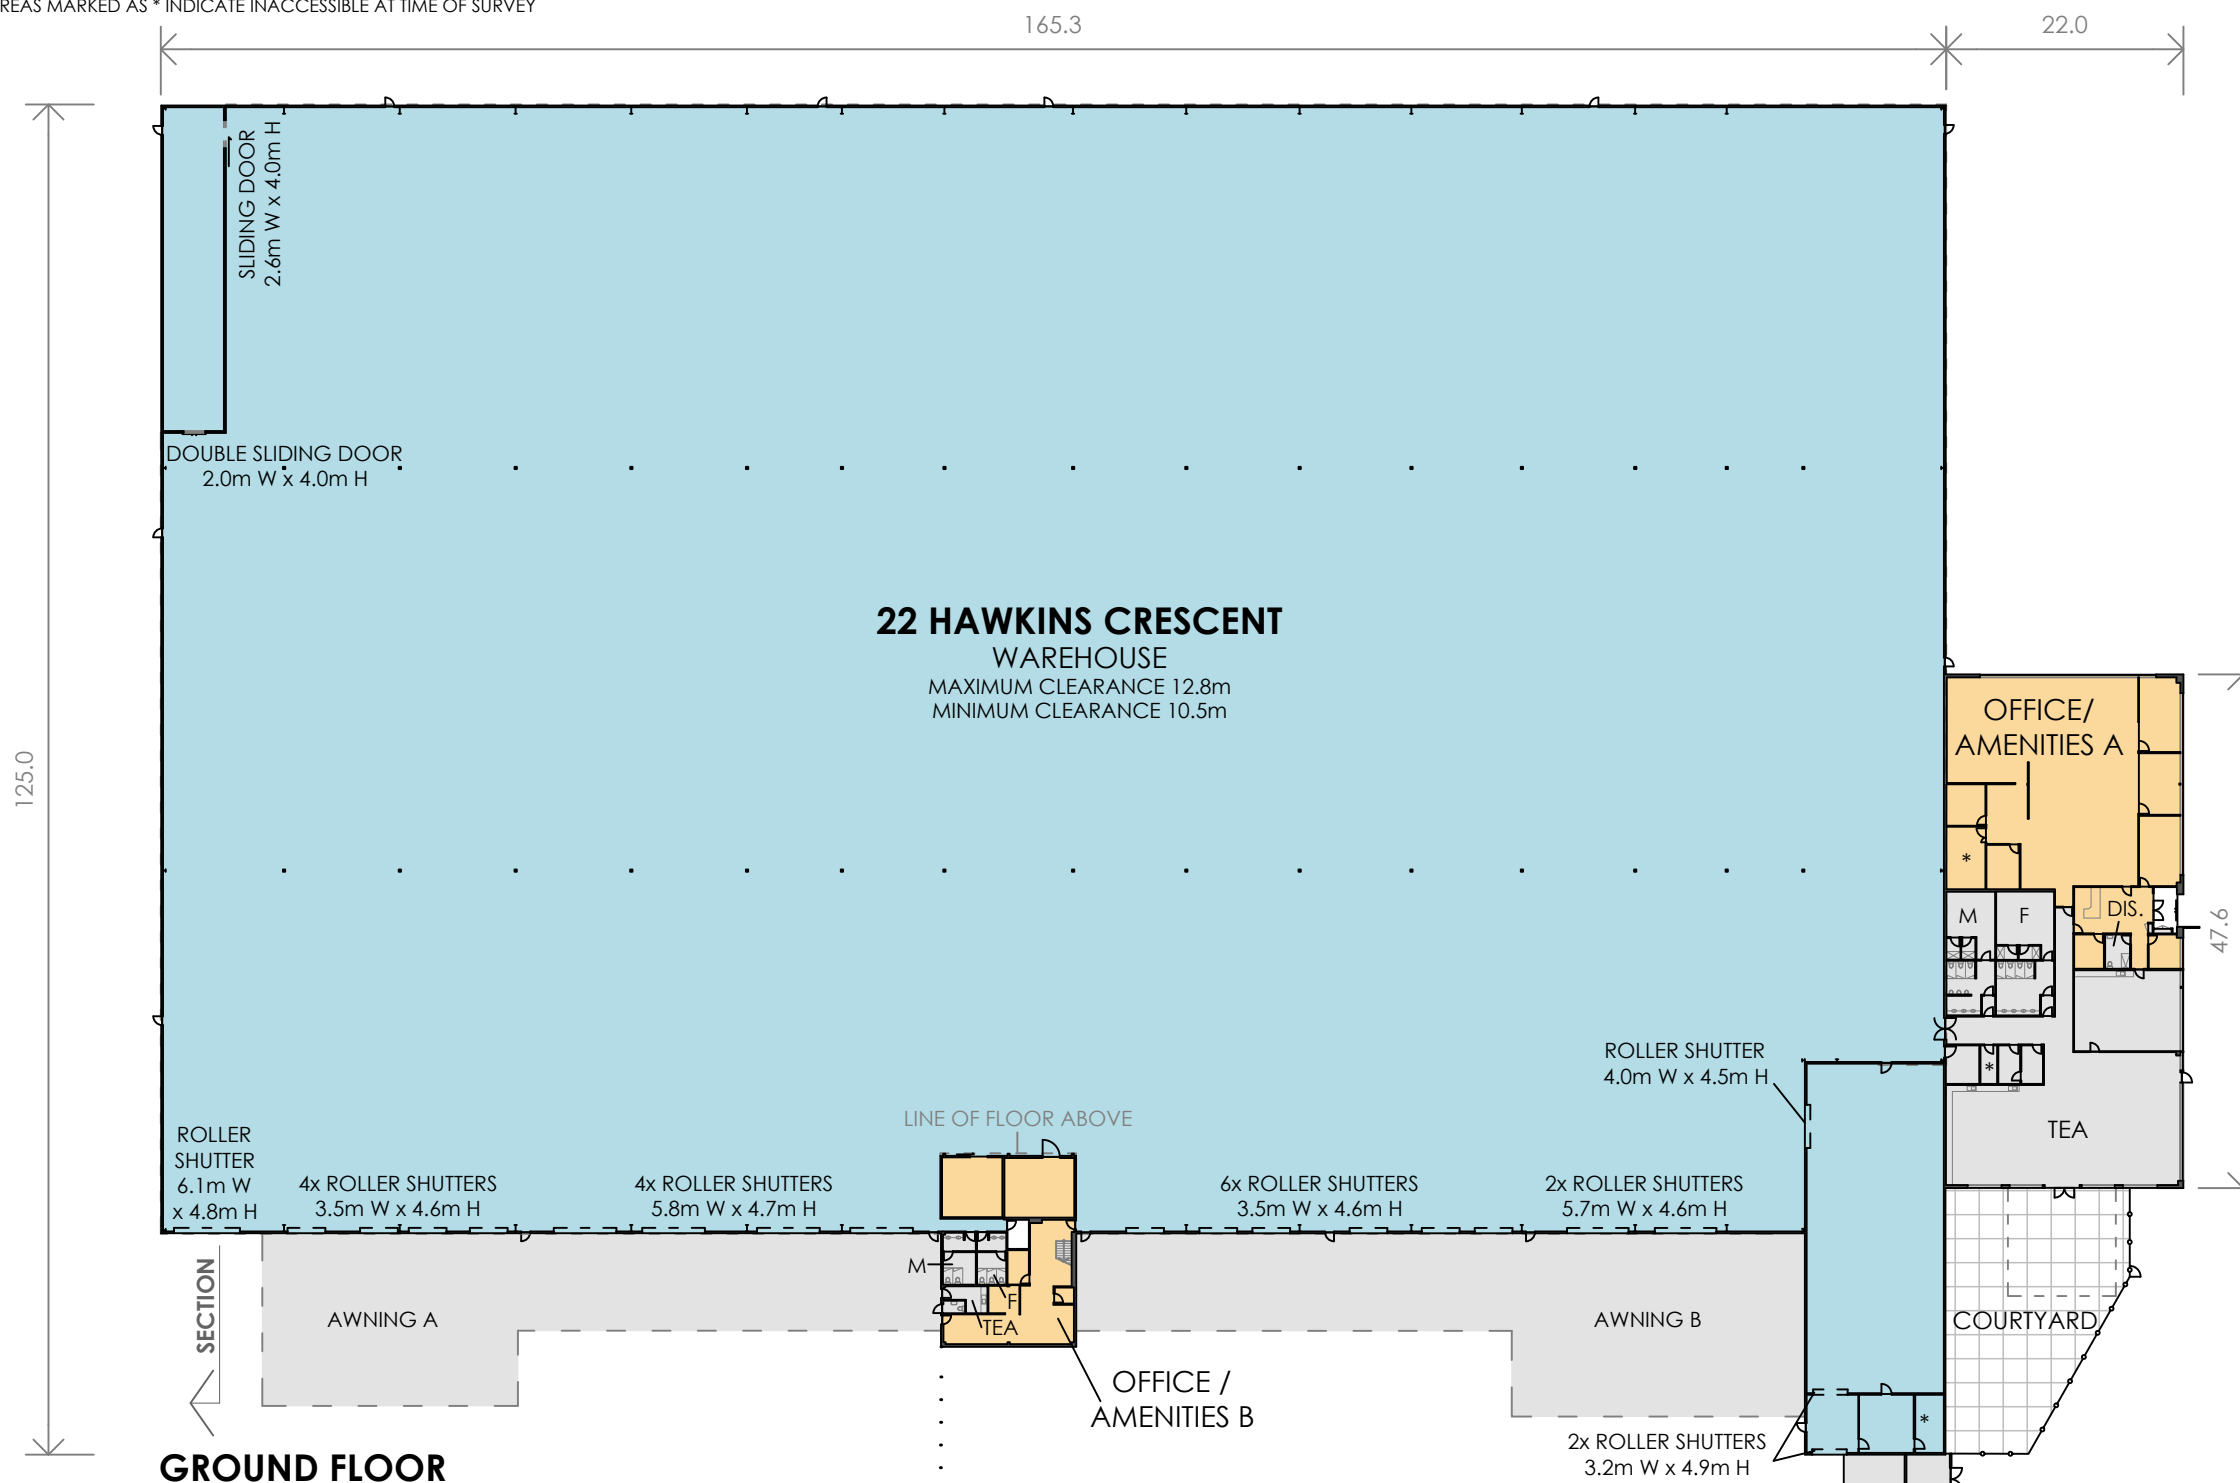 REAS MARKED AS * INDICATE INACCESSIBLE AT TIME OF SURVEY
165.3
22.0
SLIDING DOOR
2.6m W x 4.0m H
DOUBLE SLIDING DOOR
2.0m W x 4.0m H
22 HAWKINS CRESCENT
WAREHOUSE
MAXIMUM CLEARANCE 12.8m
MINIMUM CLEARANCE 10.5m
125.0
OFFICE/
AMENITIES A
*
M
F
DIS.
47.6
ROLLER SHUTTER
4.0m W x 4.5m H
*
TEA
LINE OF FLOOR ABOVE
ROLLER
SHUTTER
6.1m W
x 4.8m H
4x ROLLER SHUTTERS
3.5m W x 4.6m H
4x ROLLER SHUTTERS
5.8m W x 4.7m H
6x ROLLER SHUTTERS
3.5m W x 4.6m H
2x ROLLER SHUTTERS
5.7m W x 4.6m H
SECTION
AWNING A
M
F
TEA
AWNING B
COURTYARD
OFFICE /
AMENITIES B
*
2x ROLLER SHUTTERS
3.2m W x 4.9m H
GROUND FLOOR